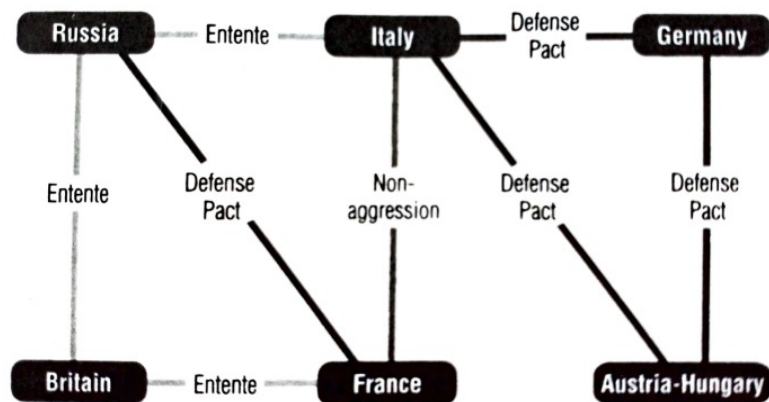 Russia
Entente
Italy
Defense
Pact
Germany
Entente
Defense
Pact
Non-
aggression
Defense
Pact
Defense
Pact
Britain
Entente
France
Austria-Hungary